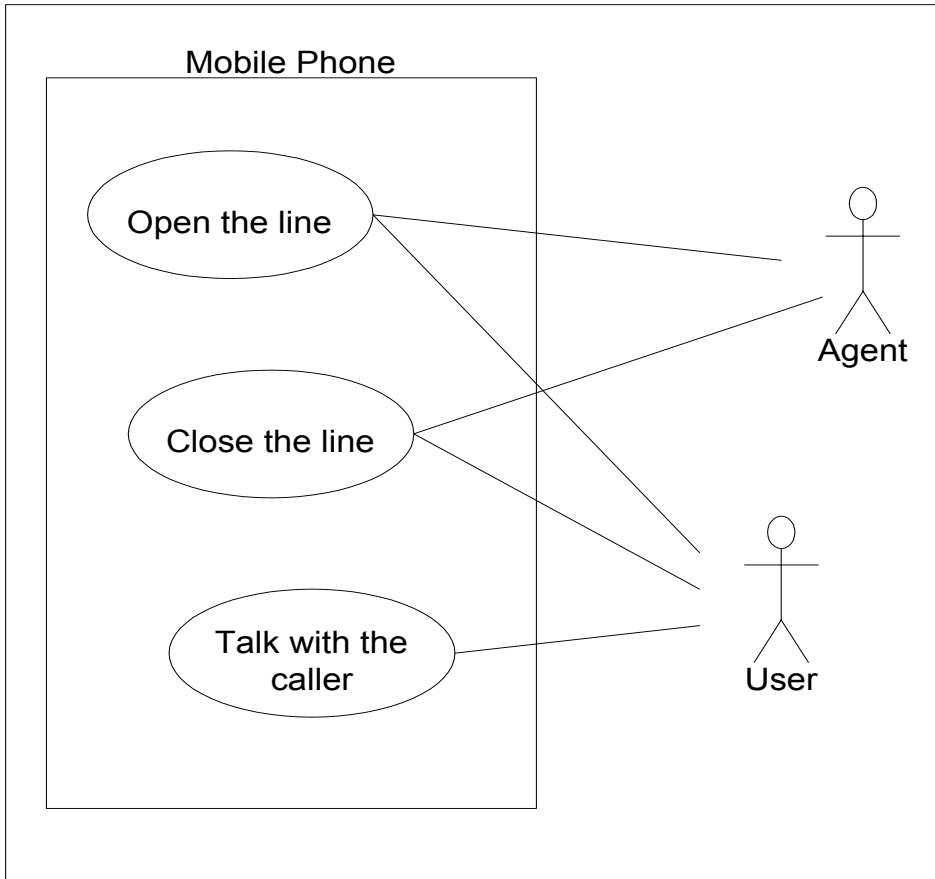 Mobile Phone
Open the line
Agent
Close the line
Talk with the
caller
User